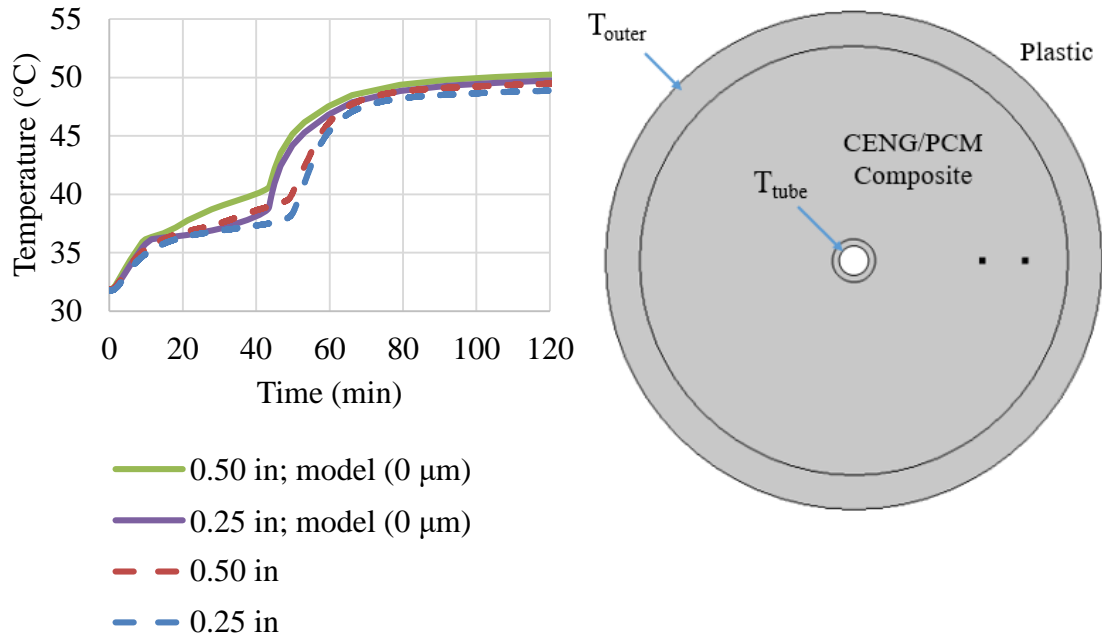 55
50
45
40
35
30
Temperature (°C)
0 20 40 60 80 100 120
Time (min)
0.50 in; model (0 μm)
0.25 in; model (0 μm)
0.50 in
0.25 in
Touter
Plastic
CENG/PCM
Composite
Ttube